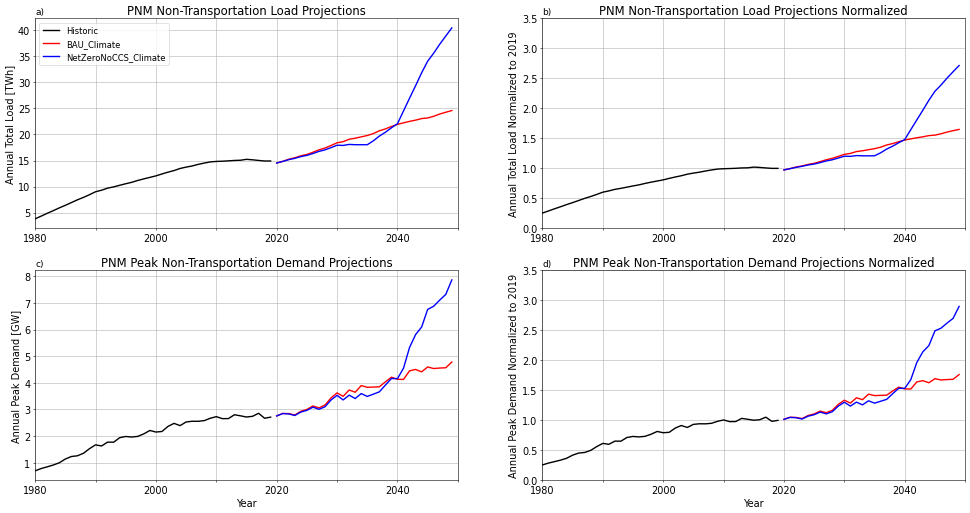 a)
PNM Non-Transportation Load Projections
Annual Total Load [TWh]
40
35
30
25
20
15
10
5
1980
2000
2020
2040
Historic
BAU_Climate
NetZeroNoCCS_Climate
b)
PNM Non-Transportation Load Projections Normalized
Annual Total Load Normalized to 2019
3.5
3.0
2.5
2.0
1.5
1.0
0.5
0.0
1980
2000
2020
2040
c)
PNM Peak Non-Transportation Demand Projections
Annual Peak Demand [GW]
8
7
6
5
4
3
2
1
1980
2000
2020
2040
Year
d)
PNM Peak Non-Transportation Demand Projections Normalized
Annual Peak Demand Normalized to 2019
3.5
3.0
2.5
2.0
1.5
1.0
0.5
0.0
1980
2000
2020
2040
Year